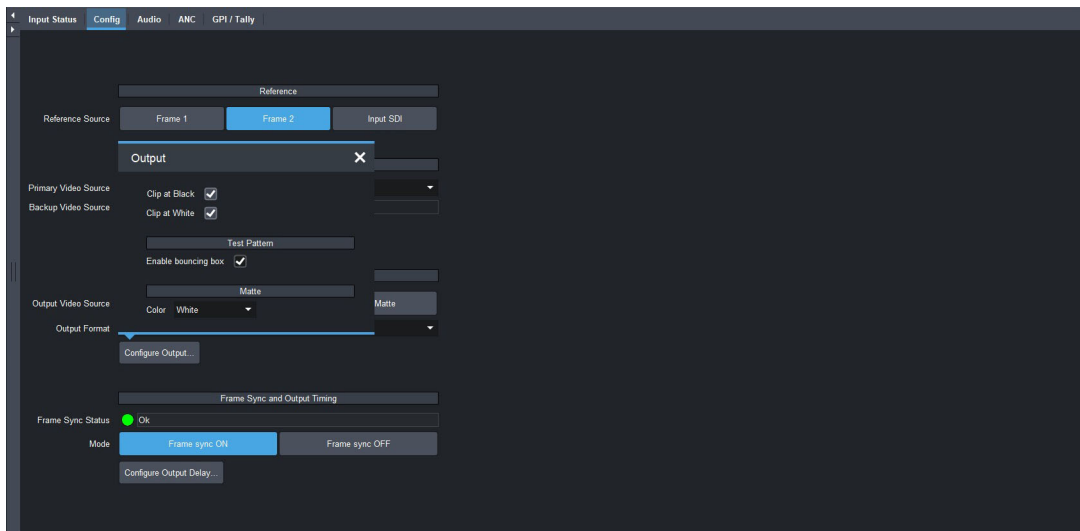 Input Status Config Audio ANC GPI / Tally
Reference
Reference Source Frame 1 Frame 2 Input SDI
Output
Primary Video Source
Clip at Black
Backup Video Source
Clip at White
Test Pattern
Enable bouncing box
Matte
Output Video Source Matte
Color White
Output Format
Configure Output...
Frame Sync and Output Timing
Frame Sync Status Ok
Mode Frame sync ON Frame sync OFF
Configure Output Delay...